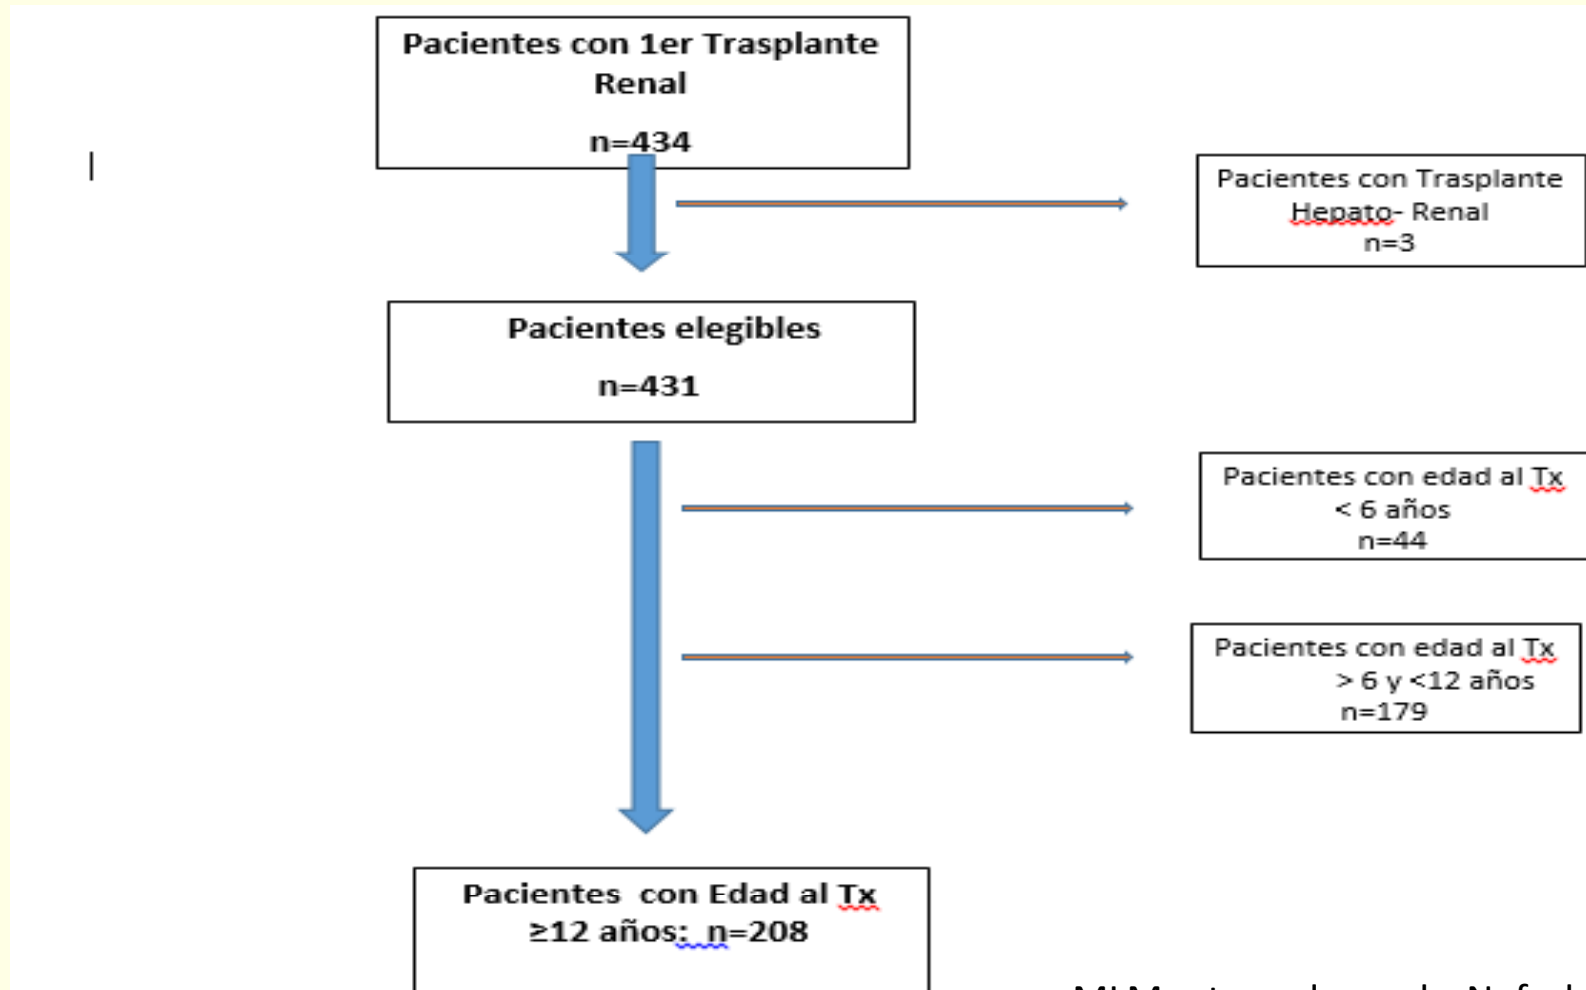 Pacientes con 1er Trasplante
Renal
n=434
Pacientes con Trasplante
Hepato- Renal
n=3
Pacientes elegibles
n=431
Pacientes con edad al Tx
< 6 años
n=44
Pacientes con edad al Tx
> 6 y <12 años
n=179
Pacientes con Edad al Tx
≥12 años: n=208